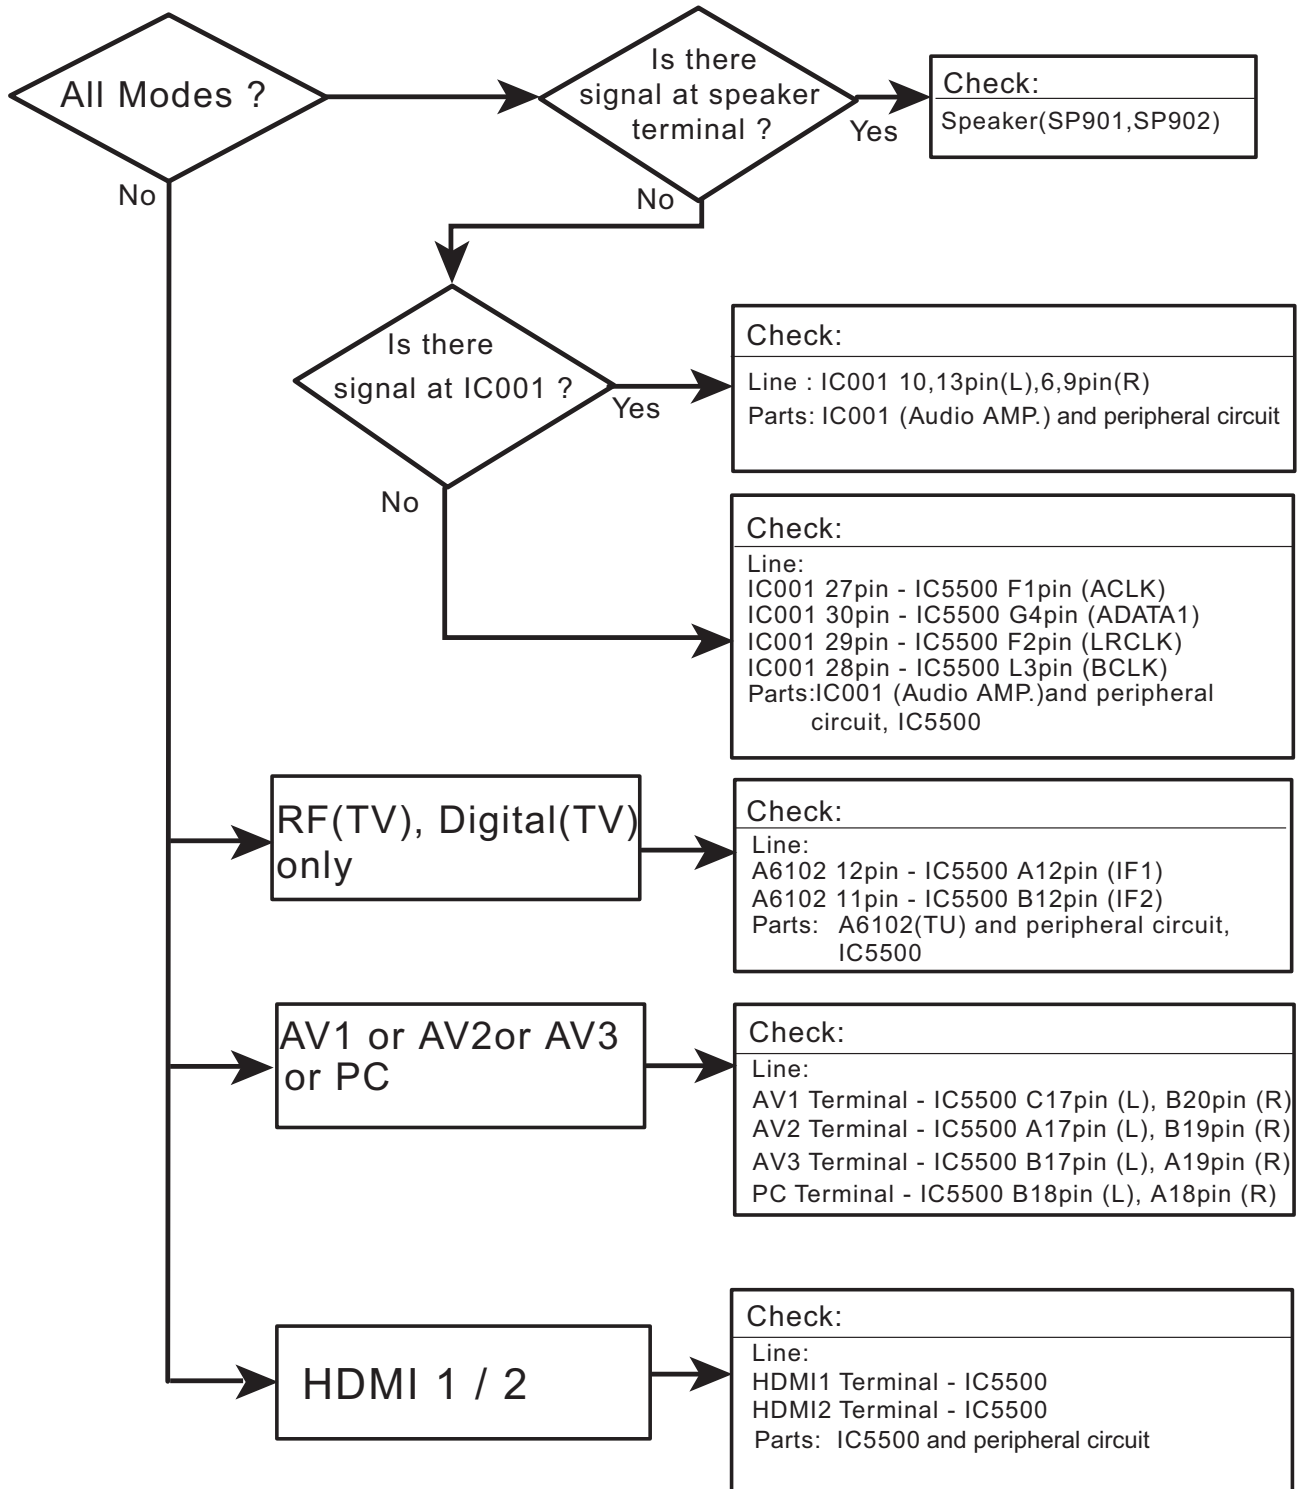 All Modes ?
No
Is there
signal at speaker
terminal ?
Yes
No
Check:
Speaker(SP901,SP902)
Is there
signal at IC001 ?
Yes
No
Check:
Line : IC001 10,13pin(L),6,9pin(R)
Parts: IC001 (Audio AMP.) and peripheral circuit
Check:
Line:
IC001 27pin - IC5500 F1pin (ACLK)
IC001 30pin - IC5500 G4pin (ADATA1)
IC001 29pin - IC5500 F2pin (LRCLK)
IC001 28pin - IC5500 L3pin (BCLK)
Parts:IC001 (Audio AMP.)and peripheral
circuit, IC5500
RF(TV), Digital(TV)
only
Check:
Line:
A6102 12pin - IC5500 A12pin (IF1)
A6102 11pin - IC5500 B12pin (IF2)
Parts: A6102(TU) and peripheral circuit,
IC5500
AV1 or AV2or AV3
or PC
Check:
Line:
AV1 Terminal - IC5500 C17pin (L), B20pin (R)
AV2 Terminal - IC5500 A17pin (L), B19pin (R)
AV3 Terminal - IC5500 B17pin (L), A19pin (R)
PC Terminal - IC5500 B18pin (L), A18pin (R)
HDMI 1 / 2
Check:
Line:
HDMI1 Terminal - IC5500
HDMI2 Terminal - IC5500
Parts: IC5500 and peripheral circuit